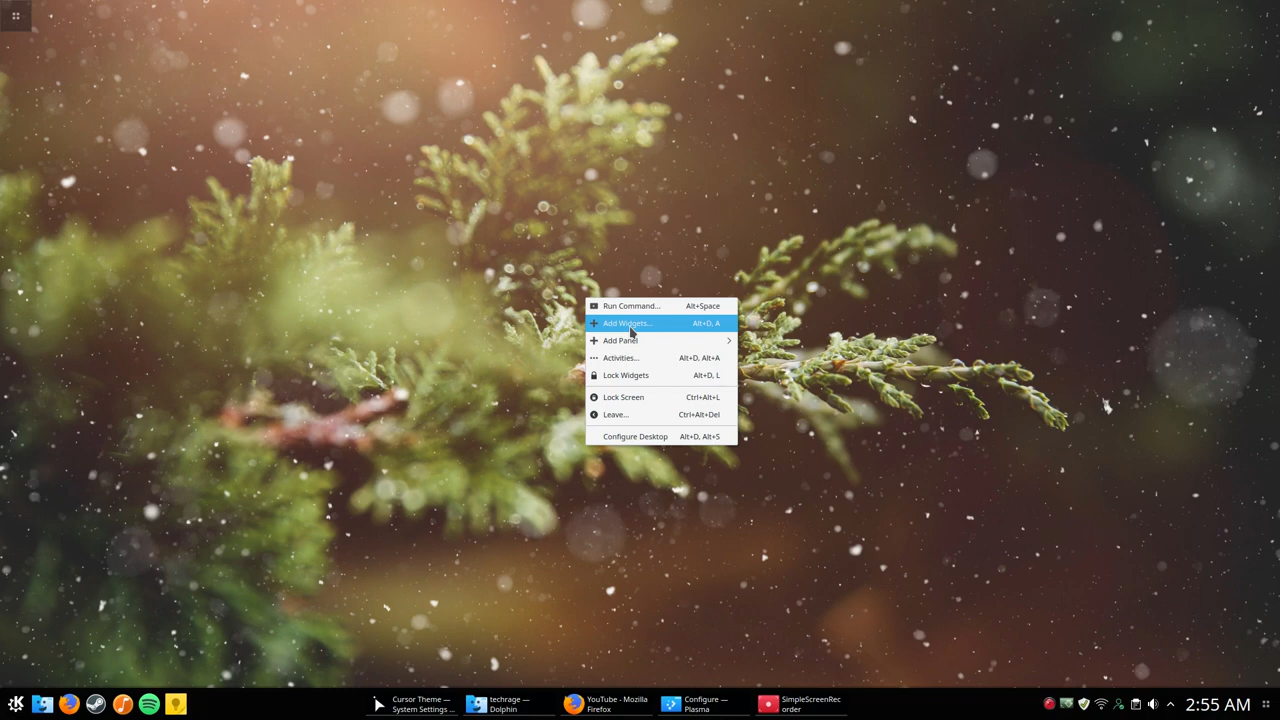 Run Command... Alt+Space
Add Widgets... Alt+D, A
Add Panel
Activities... Alt+D, Alt+A
Lock Widgets Alt+D, L
Lock Screen Ctrl+Alt+L
Leave... Ctrl+Alt+Del
Configure Desktop Alt+D, Alt+S
Cursor Theme —
System Settings ...
techrage —
Dolphin
YouTube - Mozilla
Firefox
Configure —
Plasma
SimpleScreenRec
order
2:55 AM